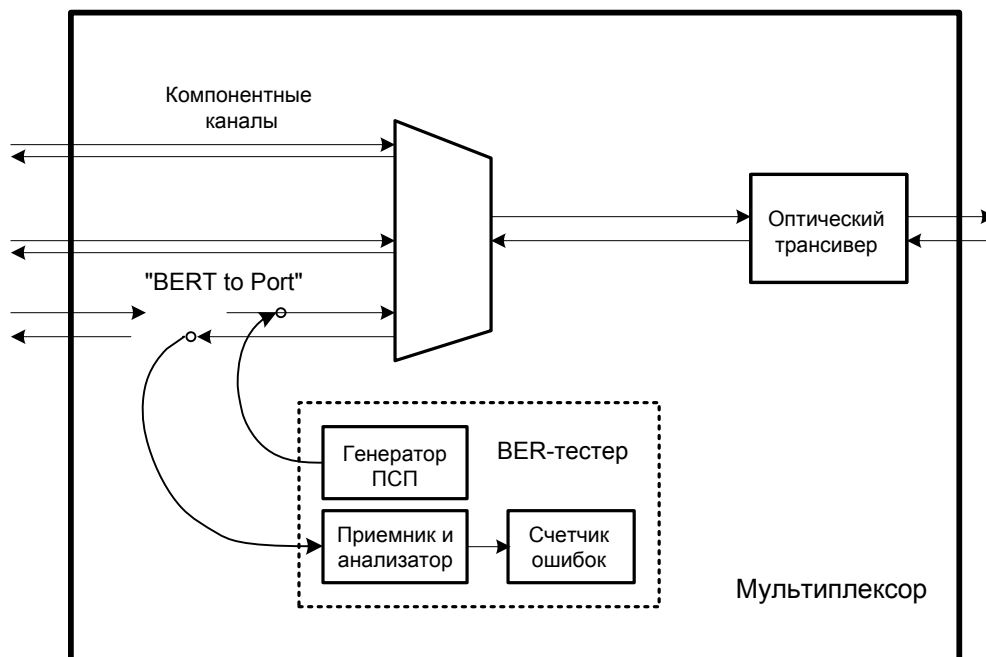 Компонентные
каналы
Оптический
трансивер
"BERT to Port"
Генератор
ПСП
BER-тестер
Приемник и
анализатор
Счетчик
ошибок
Мультиплексор